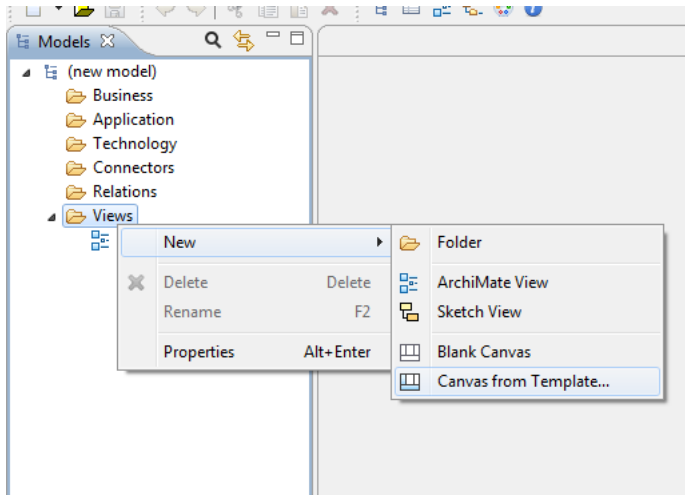 Models
(new model)
Business
Application
Technology
Connectors
Relations
Views
New
Delete Delete
Rename F2
Properties Alt+Enter
Folder
ArchiMate View
Sketch View
Blank Canvas
Canvas from Template...